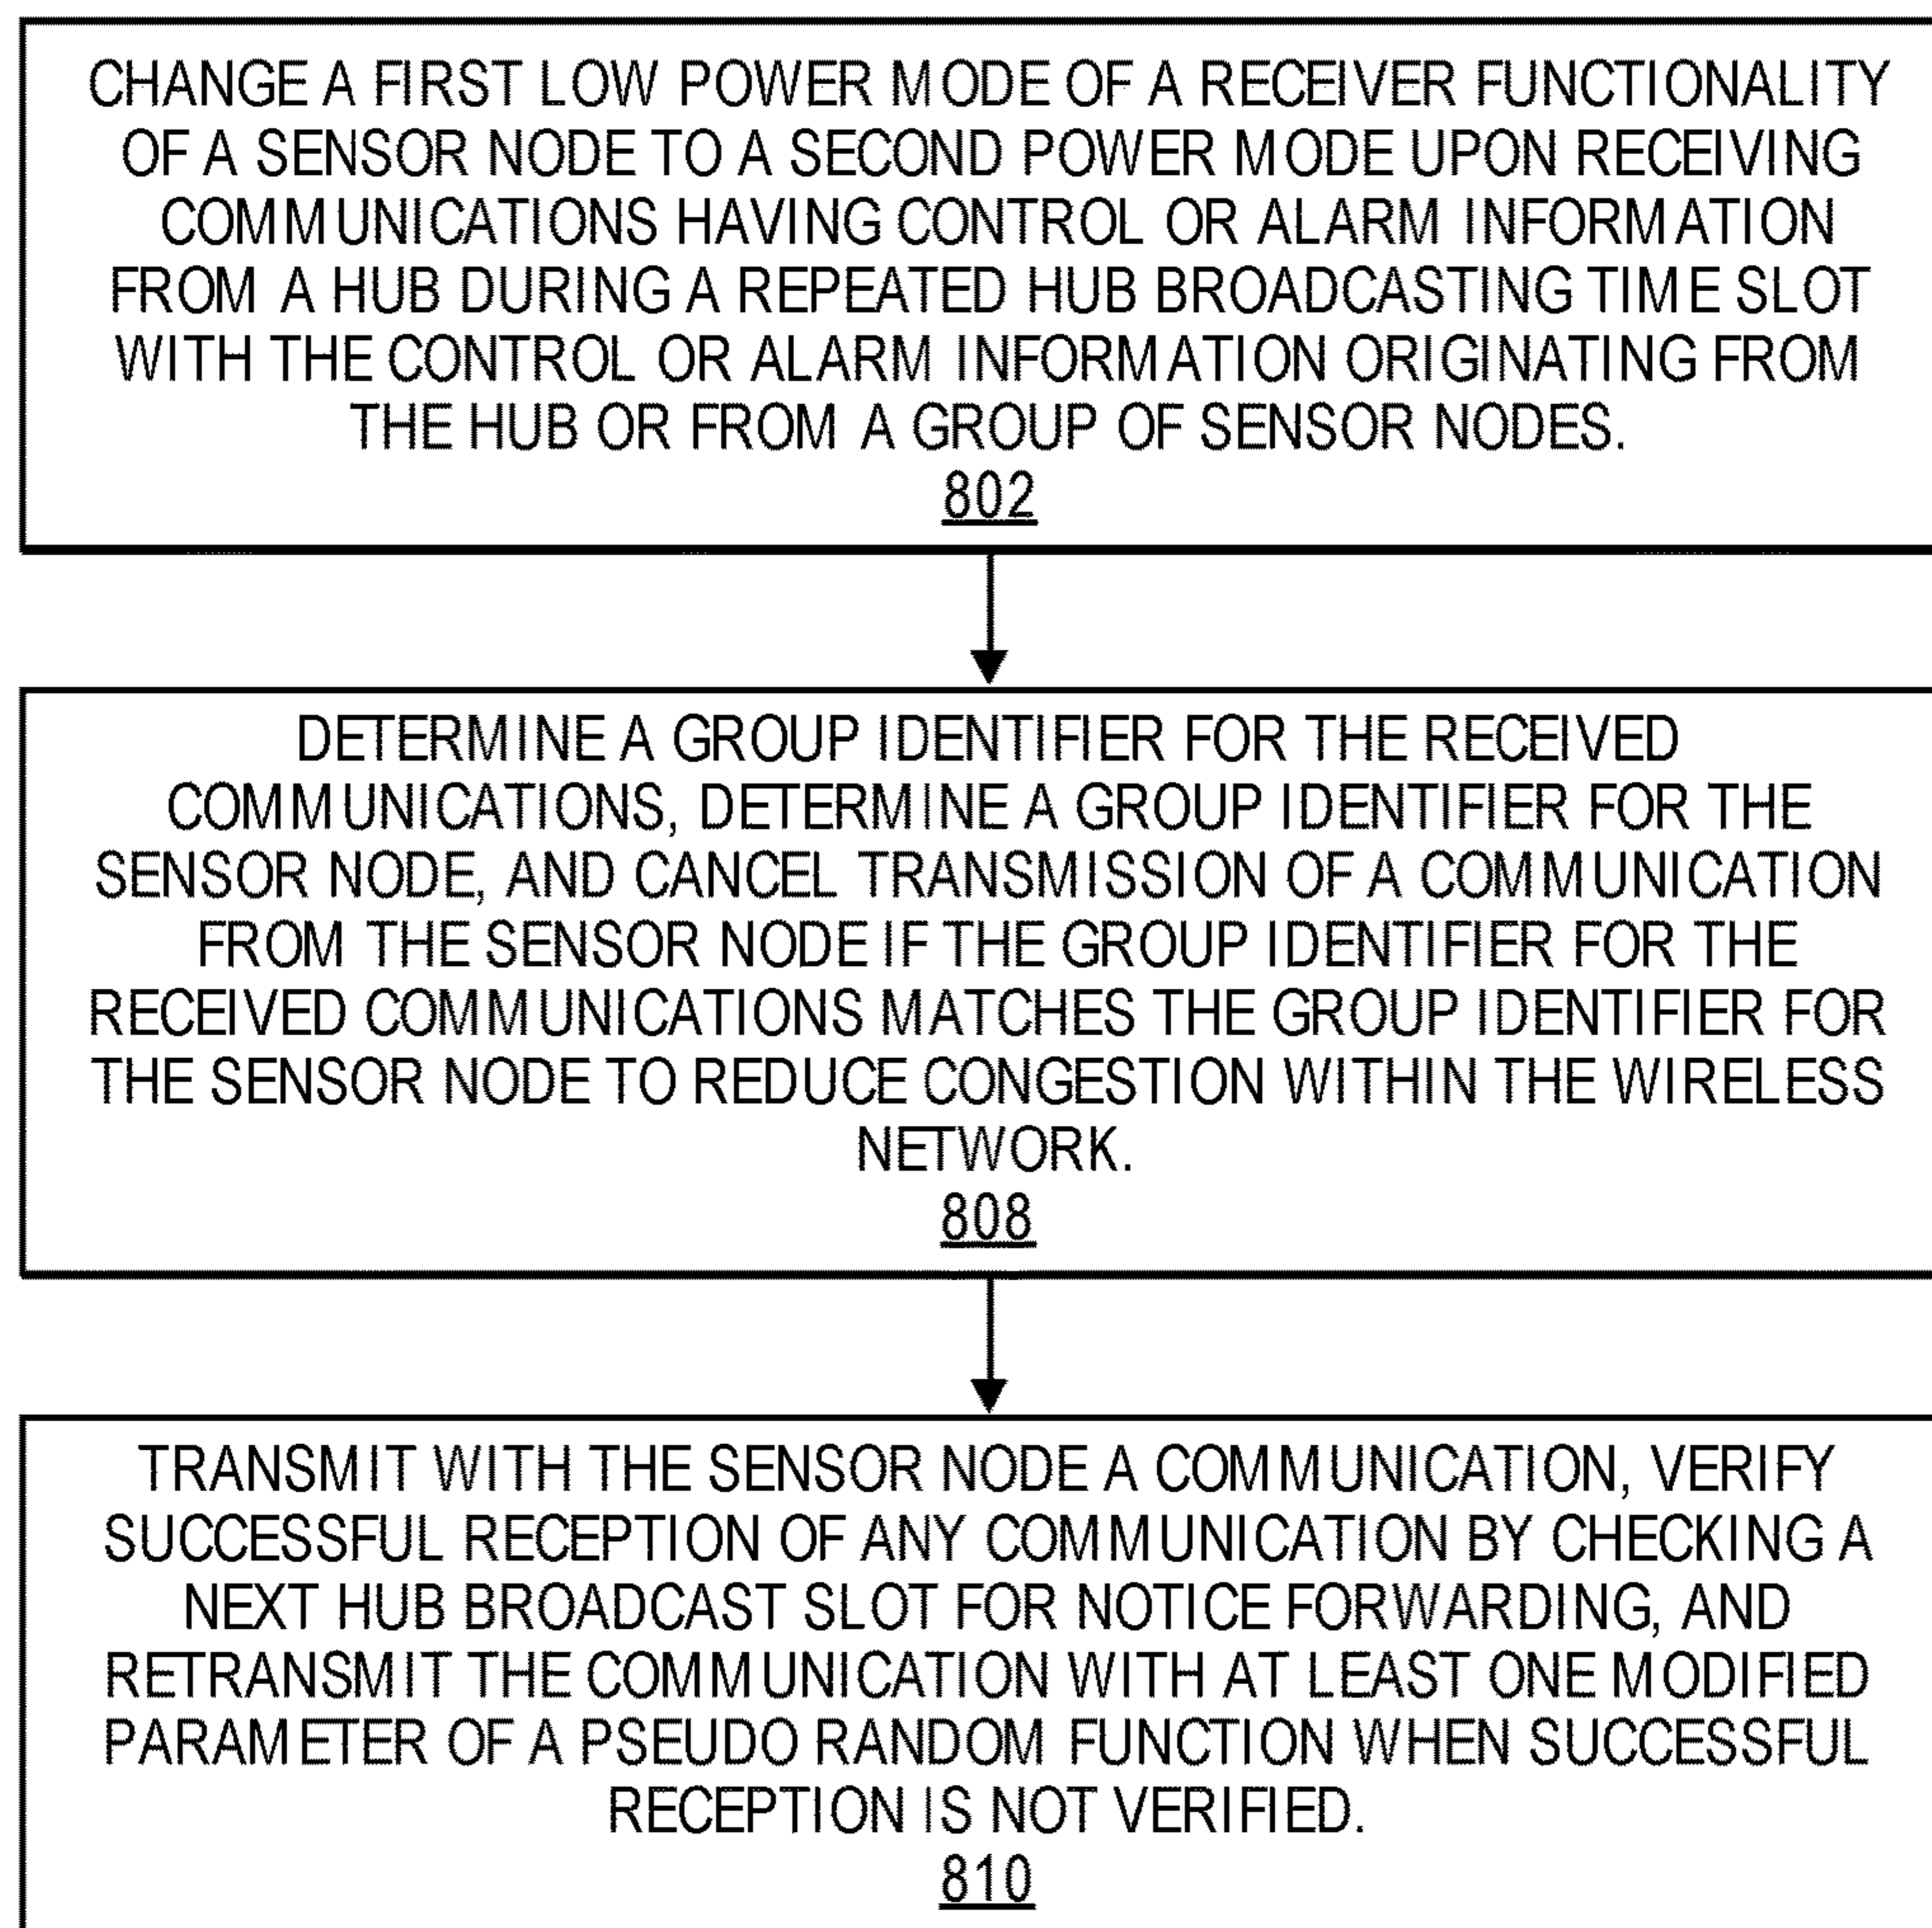 CHANGE A FIRST LOW POWER MODE OF A RECEIVER FUNCTIONALITY
OF A SENSOR NODE TO A SECOND POWER MODE UPON RECEIVING
COMMUNICATIONS HAVING CONTROL OR ALARM INFORMATION
FROM A HUB DURING A REPEATED HUB BROADCASTING TIME SLOT
WITH THE CONTROL OR ALARM INFORMATION ORIGINATING FROM
THE HUB OR FROM A GROUP OF SENSOR NODES.
802
DETERMINE A GROUP IDENTIFIER FOR THE RECEIVED
COMMUNICATIONS, DETERMINE A GROUP IDENTIFIER FOR THE
SENSOR NODE, AND CANCEL TRANSMISSION OF A COMMUNICATION
FROM THE SENSOR NODE IF THE GROUP IDENTIFIER FOR THE
RECEIVED COMMUNICATIONS MATCHES THE GROUP IDENTIFIER FOR
THE SENSOR NODE TO REDUCE CONGESTION WITHIN THE WIRELESS
NETWORK.
808
TRANSMIT WITH THE SENSOR NODE A COMMUNICATION, VERIFY
SUCCESSFUL RECEPTION OF ANY COMMUNICATION BY CHECKING A
NEXT HUB BROADCAST SLOT FOR NOTICE FORWARDING, AND
RETRANSMIT THE COMMUNICATION WITH AT LEAST ONE MODIFIED
PARAMETER OF A PSEUDO RANDOM FUNCTION WHEN SUCCESSFUL
RECEPTION IS NOT VERIFIED.
810